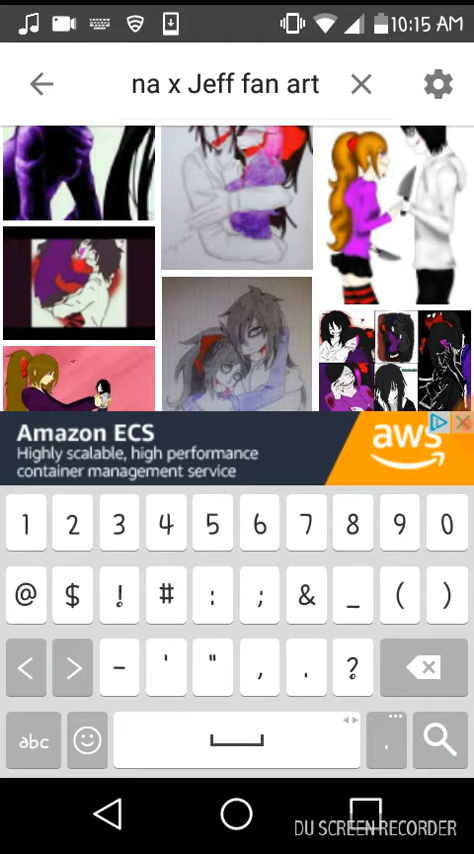 10:15 AM
na x Jeff fan art
Amazon ECS
Highly scalable, high performance
container management service
aws
1 2 3 4 5 6 7 8 9 0
@ $ ! # : ; & _ ( )
< > - ' " , . ?
abc .
DU SCREEN RECORDER